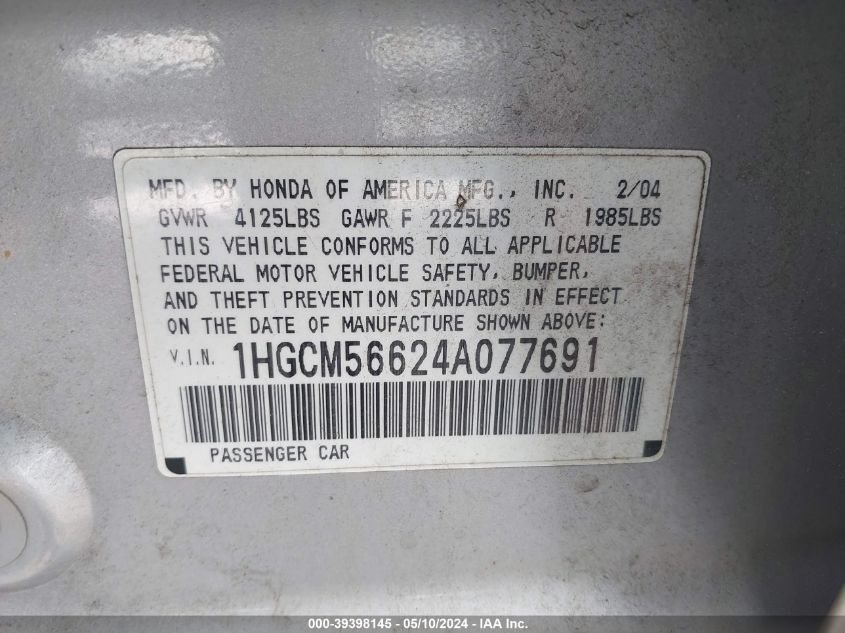 MFD. BY HONDA OF AMERICA MFG., INC. 2/04
GVWR 4125LBS GAWR F 2225LBS R 1985LBS
THIS VEHICLE CONFORMS TO ALL APPLICABLE
FEDERAL MOTOR VEHICLE SAFETY, BUMPER,
AND THEFT PREVENTION STANDARDS IN EFFECT
ON THE DATE OF MANUFACTURE SHOWN ABOVE:
V.I.N. 1HGCM56624A077691
PASSENGER CAR
000-39398145 - 05/10/2024 - IAA, Inc.